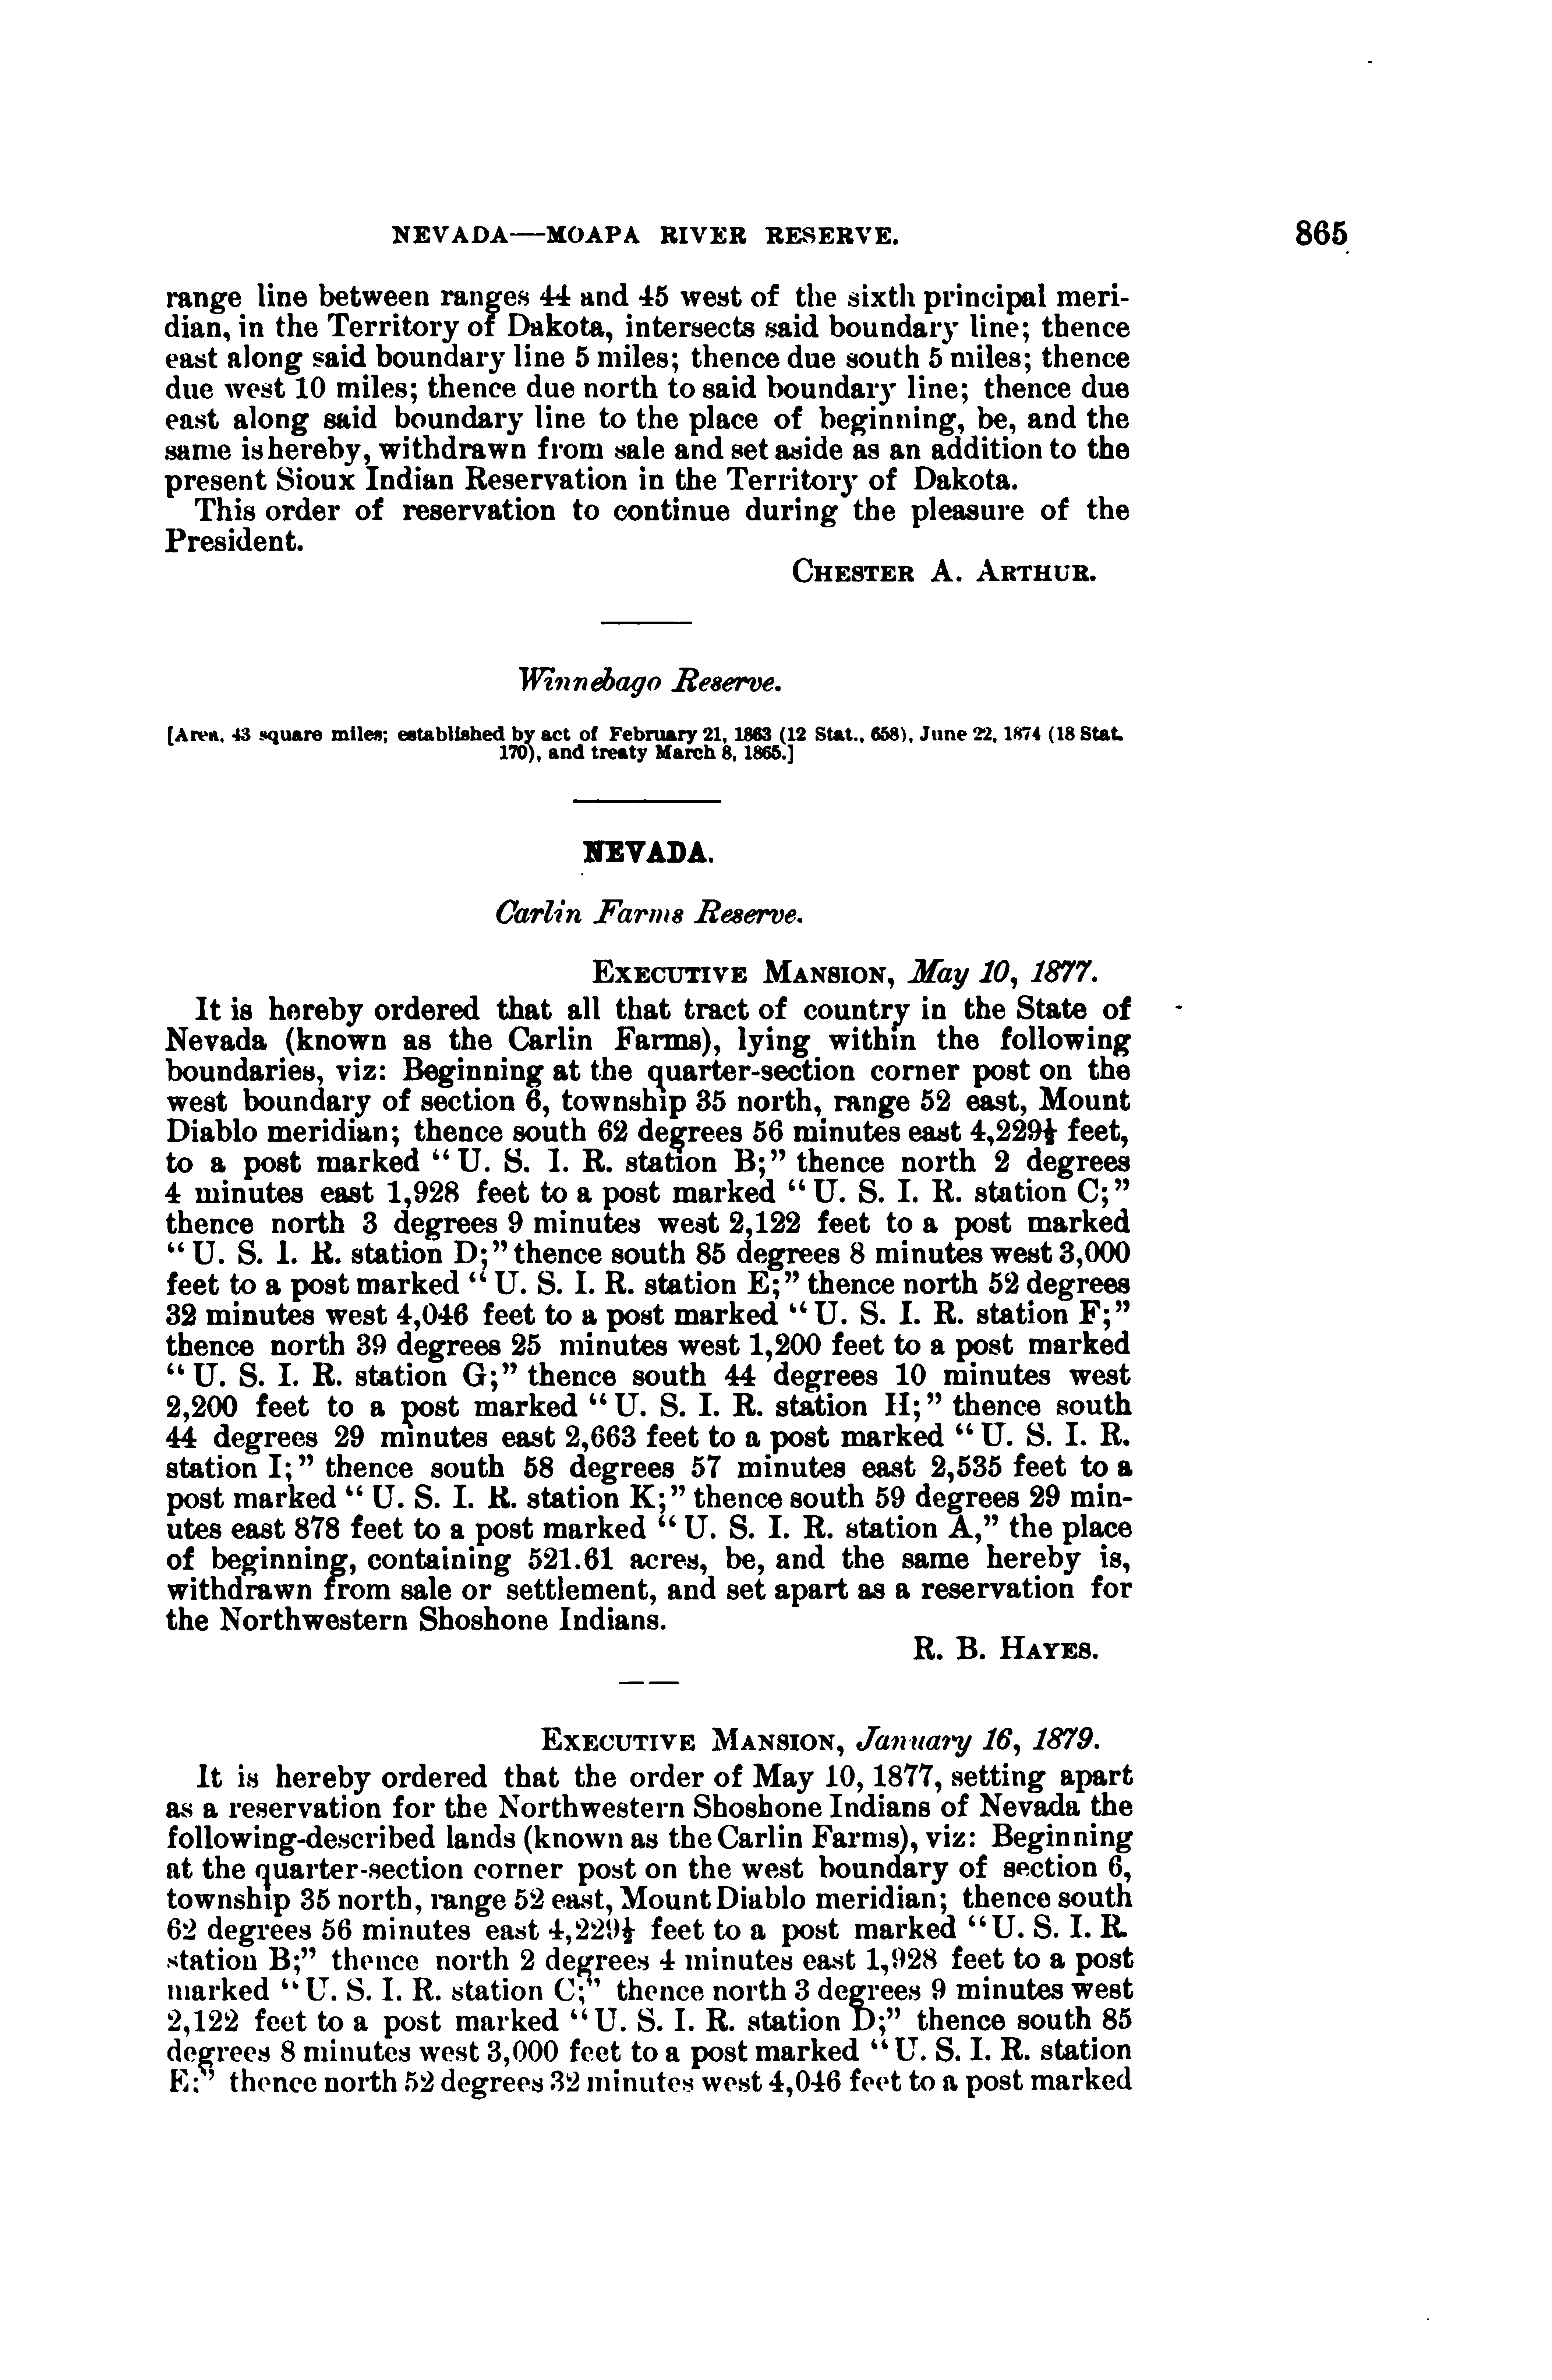 NEVADA—MOAPA RIVER RESERVE. 865
range line between ranges 44 and 45 west of the sixth principal meri-
dian, in the Territory of Dakota, intersects said boundary line; thence
east along said boundary line 5 miles; thence due south 5 miles; thence
due west 10 miles; thence due north to said boundary line; thence due
east along said boundary line to the place of beginning, be, and the
same is hereby, withdrawn from sale and set aside as an addition to the
present Sioux Indian Reservation in the Territory of Dakota.
This order of reservation to continue during the pleasure of the
President.
CHESTER A. ARTHUR.
Winnebago Reserve.
[Area, 43 square miles; established by act of February 21, 1863 (12 Stat., 658), June 22, 1874 (18 Stat.
170), and treaty March 8, 1865.]
NEVADA.
Carlin Farms Reserve.
EXECUTIVE MANSION, May 10, 1877.
It is hereby ordered that all that tract of country in the State of
Nevada (known as the Carlin Farms), lying within the following
boundaries, viz: Beginning at the quarter-section corner post on the
west boundary of section 6, township 35 north, range 52 east, Mount
Diablo meridian; thence south 62 degrees 56 minutes east 4,229½ feet,
to a post marked "U. S. I. R. station B;" thence north 2 degrees
4 minutes east 1,928 feet to a post marked "U. S. I. R. station C;"
thence north 3 degrees 9 minutes west 2,122 feet to a post marked
"U. S. I. R. station D;" thence south 85 degrees 8 minutes west 3,000
feet to a post marked "U. S. I. R. station E;" thence north 52 degrees
32 minutes west 4,046 feet to a post marked "U. S. I. R. station F;"
thence north 39 degrees 25 minutes west 1,200 feet to a post marked
"U. S. I. R. station G;" thence south 44 degrees 10 minutes west
2,200 feet to a post marked "U. S. I. R. station H;" thence south
44 degrees 29 minutes east 2,663 feet to a post marked "U. S. I. R.
station I;" thence south 58 degrees 57 minutes east 2,535 feet to a
post marked "U. S. I. R. station K;" thence south 59 degrees 29 min-
utes east 878 feet to a post marked "U. S. I. R. station A," the place
of beginning, containing 521.61 acres, be, and the same hereby is,
withdrawn from sale or settlement, and set apart as a reservation for
the Northwestern Shoshone Indians.
R. B. HAYES.
EXECUTIVE MANSION, January 16, 1879.
It is hereby ordered that the order of May 10, 1877, setting apart
as a reservation for the Northwestern Shoshone Indians of Nevada the
following-described lands (known as the Carlin Farms), viz: Beginning
at the quarter-section corner post on the west boundary of section 6,
township 35 north, range 52 east, Mount Diablo meridian; thence south
62 degrees 56 minutes east 4,229½ feet to a post marked "U. S. I. R.
station B;" thence north 2 degrees 4 minutes east 1,928 feet to a post
marked "U. S. I. R. station C;" thence north 3 degrees 9 minutes west
2,122 feet to a post marked "U. S. I. R. station D;" thence south 85
degrees 8 minutes west 3,000 feet to a post marked "U. S. I. R. station
E;" thence north 52 degrees 32 minutes west 4,046 feet to a post marked